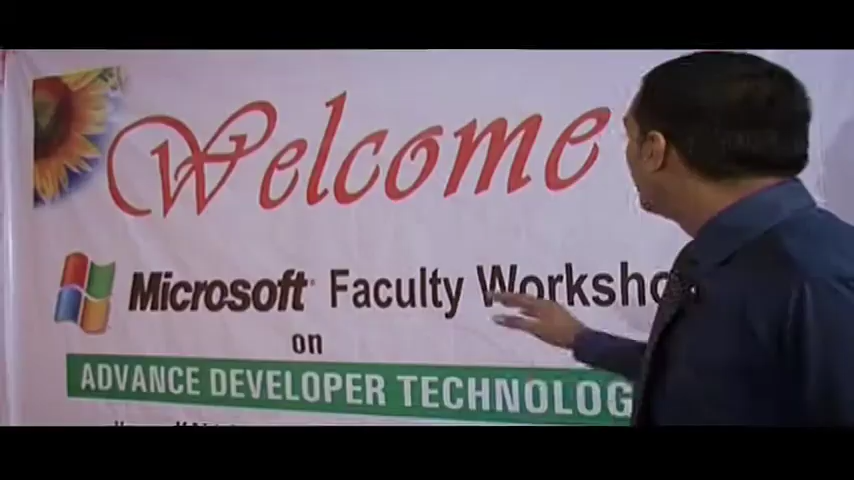 Welcome
Microsoft Faculty Worksho
on
ADVANCE DEVELOPER TECHNOLOG